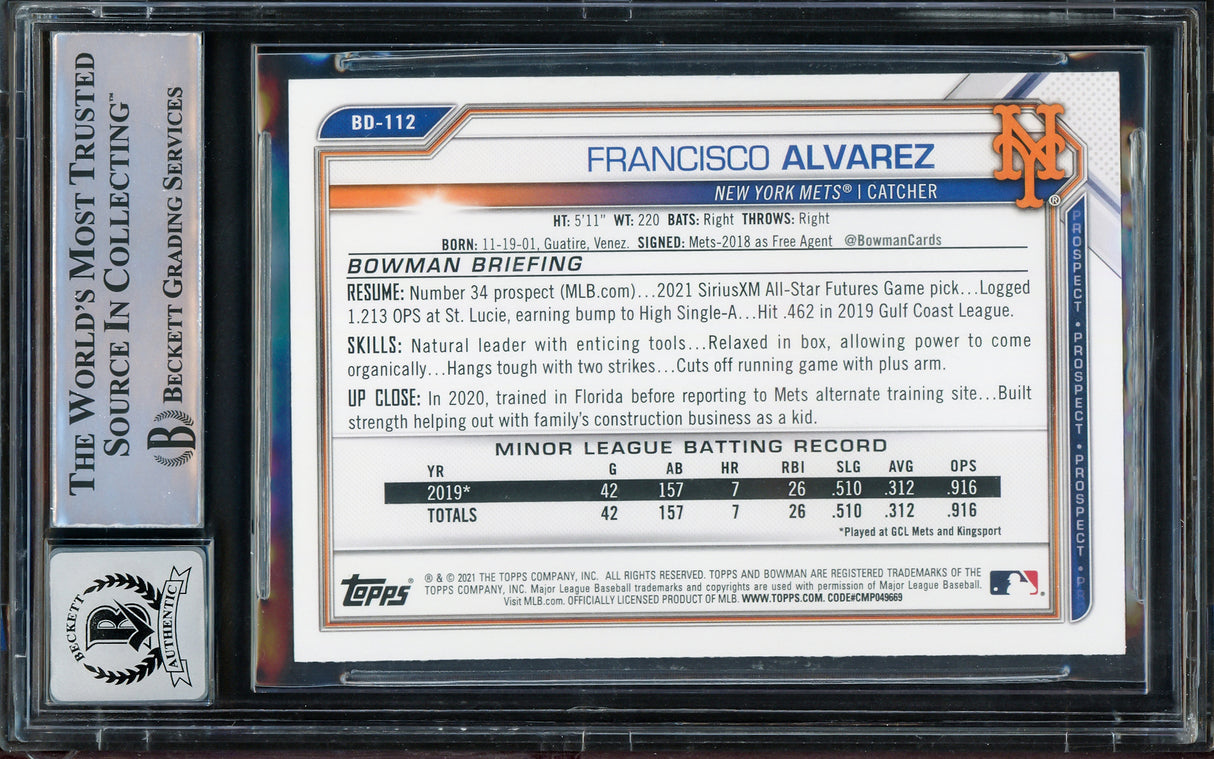 THE WORLD'S MOST TRUSTED
SOURCE IN COLLECTING™
BECKETT GRADING SERVICES
BECKETT
AUTHENTIC
BD-112
FRANCISCO ALVAREZ
NEW YORK METS® | CATCHER
HT: 5'11" WT: 220 BATS: Right THROWS: Right
BORN: 11-19-01, Guatire, Venez. SIGNED: Mets-2018 as Free Agent @BowmanCards
BOWMAN BRIEFING
RESUME: Number 34 prospect (MLB.com)...2021 SiriusXM All-Star Futures Game pick...Logged
1.213 OPS at St. Lucie, earning bump to High Single-A...Hit .462 in 2019 Gulf Coast League.
SKILLS: Natural leader with enticing tools...Relaxed in box, allowing power to come
organically...Hangs tough with two strikes...Cuts off running game with plus arm.
UP CLOSE: In 2020, trained in Florida before reporting to Mets alternate training site...Built
strength helping out with family's construction business as a kid.
MINOR LEAGUE BATTING RECORD
YR G AB HR RBI SLG AVG OPS
2019* 42 157 7 26 .510 .312 .916
TOTALS 42 157 7 26 .510 .312 .916
*Played at GCL Mets and Kingsport
PROSPECT • PROSPECT • PROSPECT • PR
NY ®
Topps®
® & © 2021 THE TOPPS COMPANY, INC. ALL RIGHTS RESERVED. TOPPS AND BOWMAN ARE REGISTERED TRADEMARKS OF THE
TOPPS COMPANY, INC. Major League Baseball trademarks and copyrights are used with permission of Major League Baseball.
Visit MLB.com. OFFICIALLY LICENSED PRODUCT OF MLB. WWW.TOPPS.COM. CODE#CMP049669